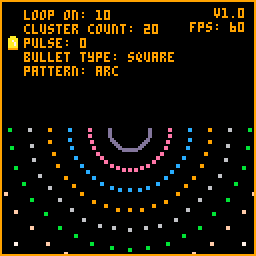 LOOP ON: 10
V1.0
CLUSTER COUNT: 20
FPS: 60
PULSE: 0
BULLET TYPE: SQUARE
PATTERN: ARC